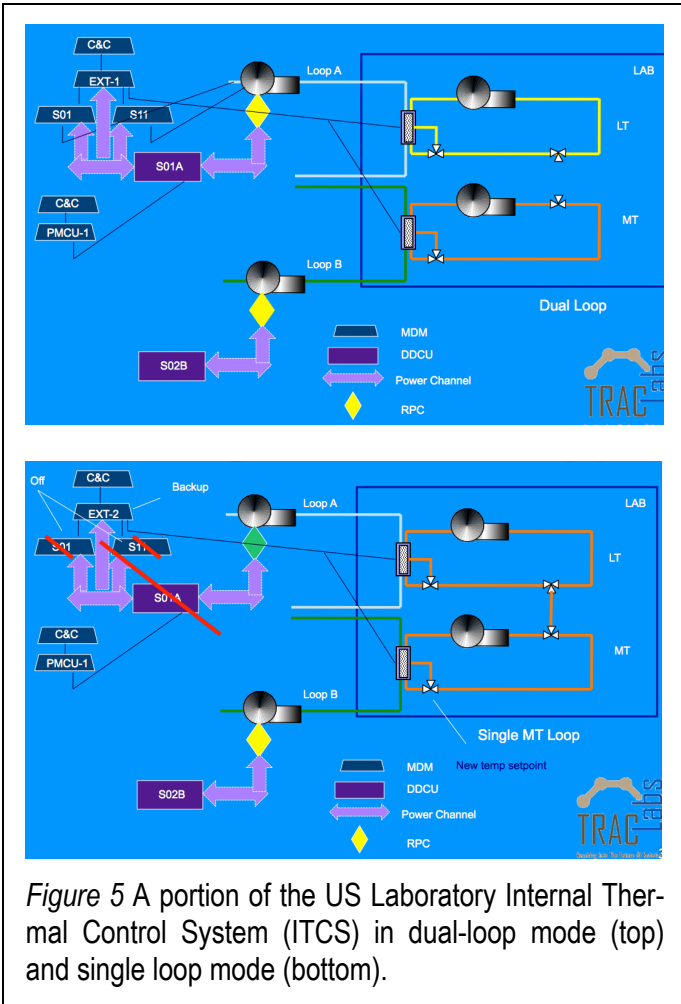 C&C
Loop A
LAB
EXT-1
LT
S01
S11
S01A
C&C
PMCU-1
MT
Loop B
Dual Loop
MDM
S02B
DDCU
Power Channel
RPC
TRAC
Labs
Off
C&C
Backup
Loop A
LAB
EXT-2
S01
S11
LT
S01A
C&C
PMCU-1
MT
Loop B
Single MT Loop
MDM
New temp setpoint
S02B
DDCU
Power Channel
RPC
TRAC
Labs
Figure 5 A portion of the US Laboratory Internal Ther-
mal Control System (ITCS) in dual-loop mode (top)
and single loop mode (bottom).